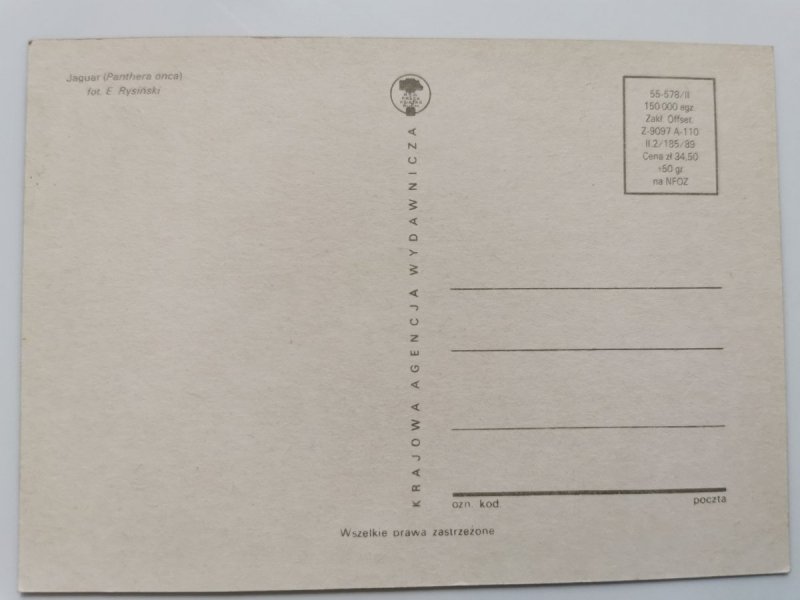 Jaguar (Panthera onca)
fot. E. Rysiński
KRAJOWA AGENCJA WYDAWNICZA
55-578/II
150 000 egz.
Zakł. Offset.
Z-9097 A-110
II.2/185/89
Cena zł 34,50
+50 gr
na NFOZ
ozn. kod.
poczta
Wszelkie prawa zastrzeżone